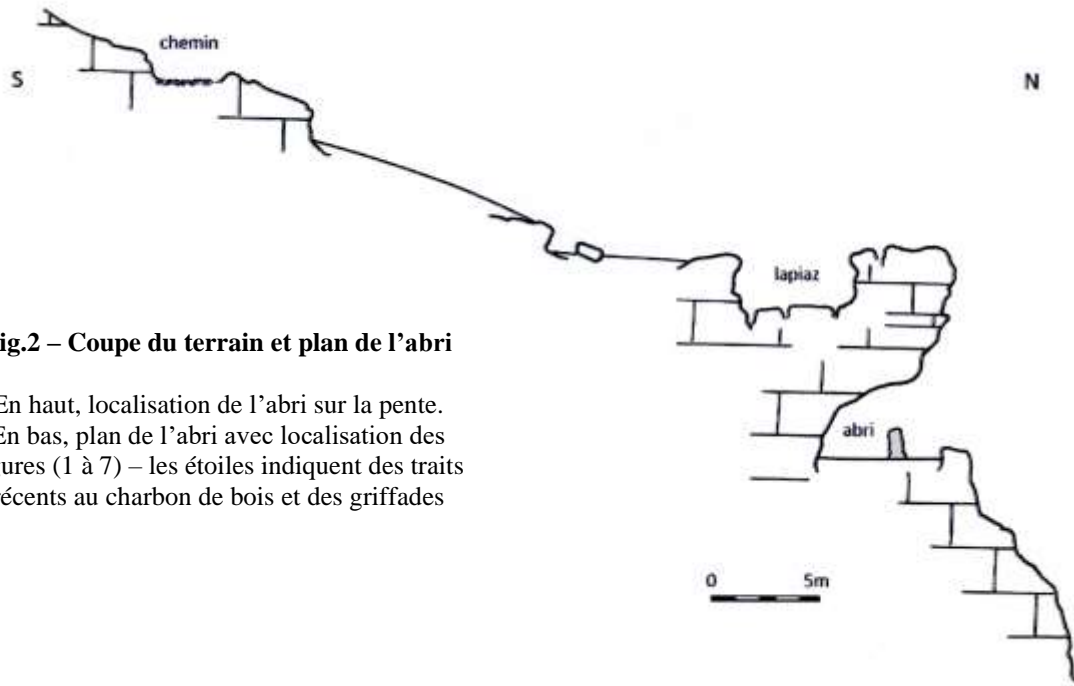 chemin
S
N
lapiaz
ig.2 – Coupe du terrain et plan de l’abri
En haut, localisation de l’abri sur la pente.
En bas, plan de l’abri avec localisation des
ures (1 à 7) – les étoiles indiquent des traits
récents au charbon de bois et des griffades
abri
0 5m